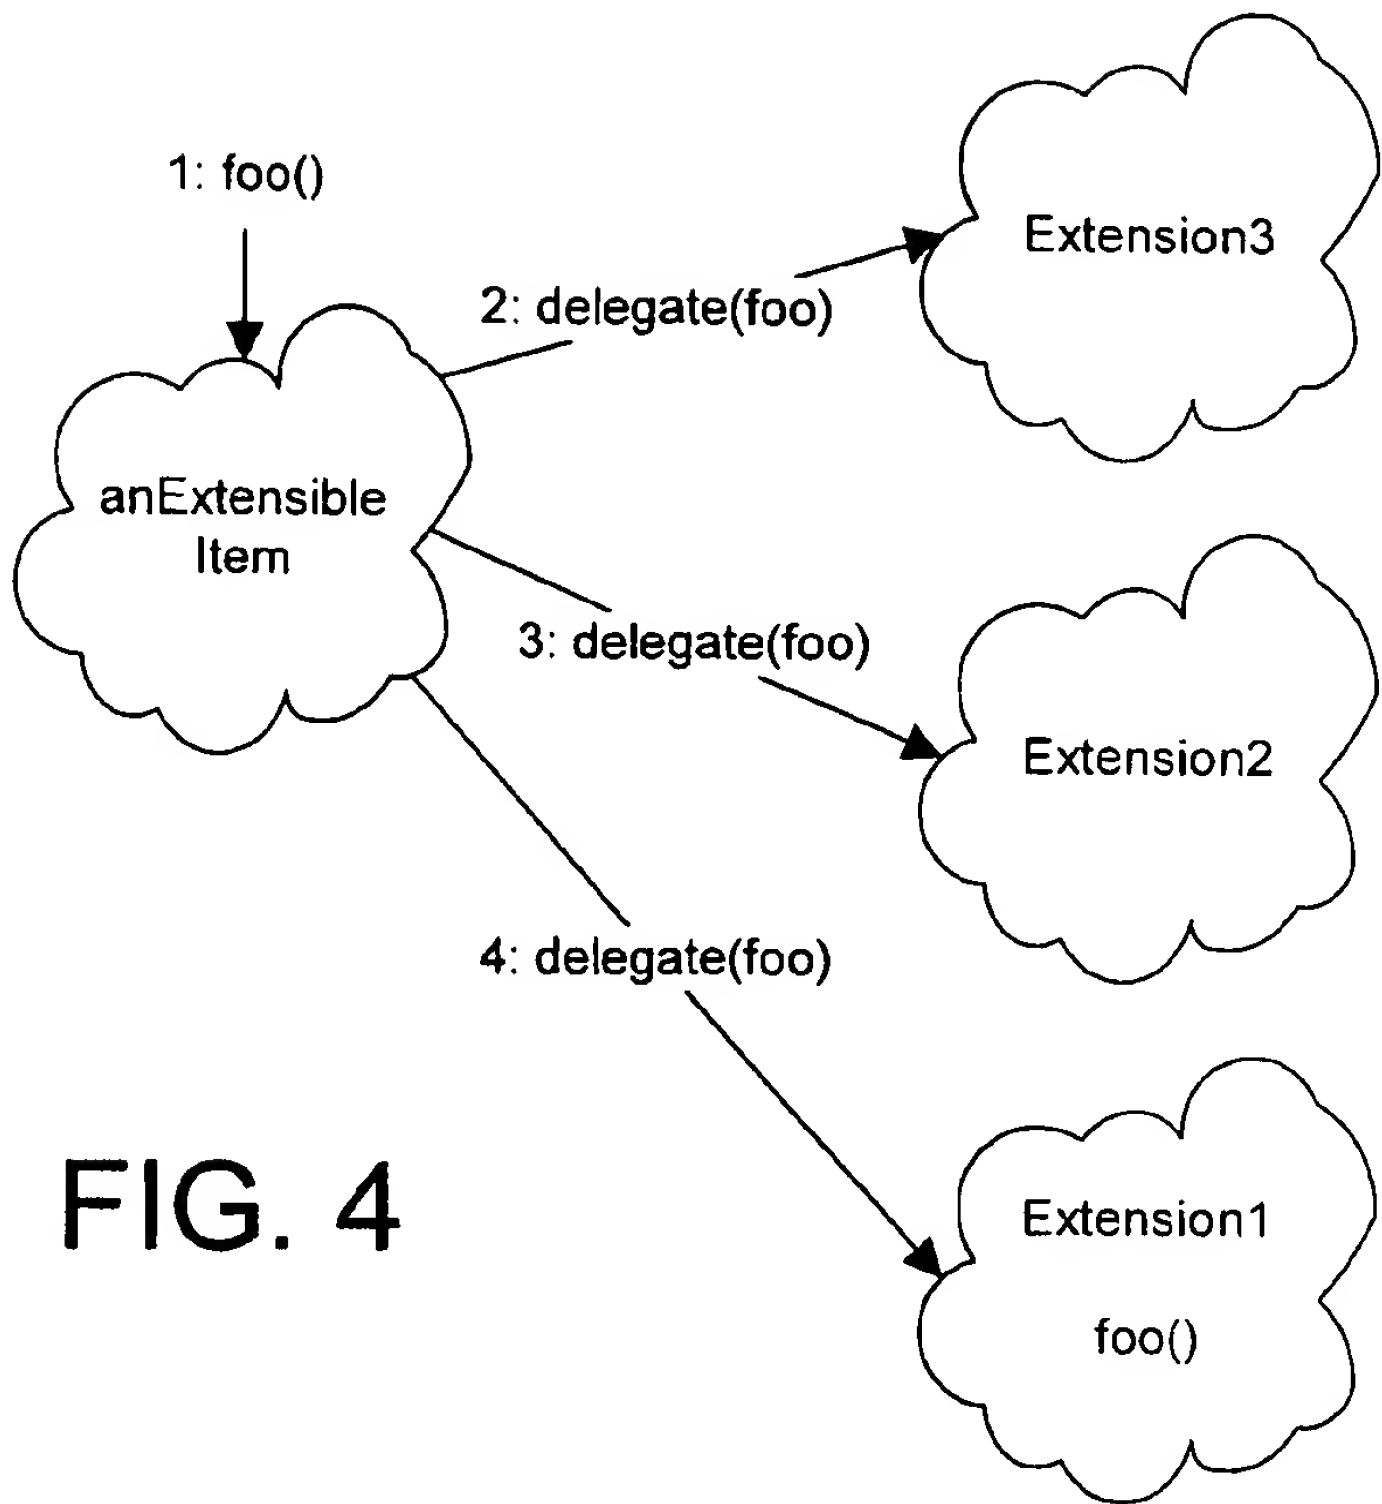 1: foo()
Extension3
2: delegate(foo)
anExtensible
Item
3: delegate(foo)
Extension2
4: delegate(foo)
FIG. 4
Extension1
foo()